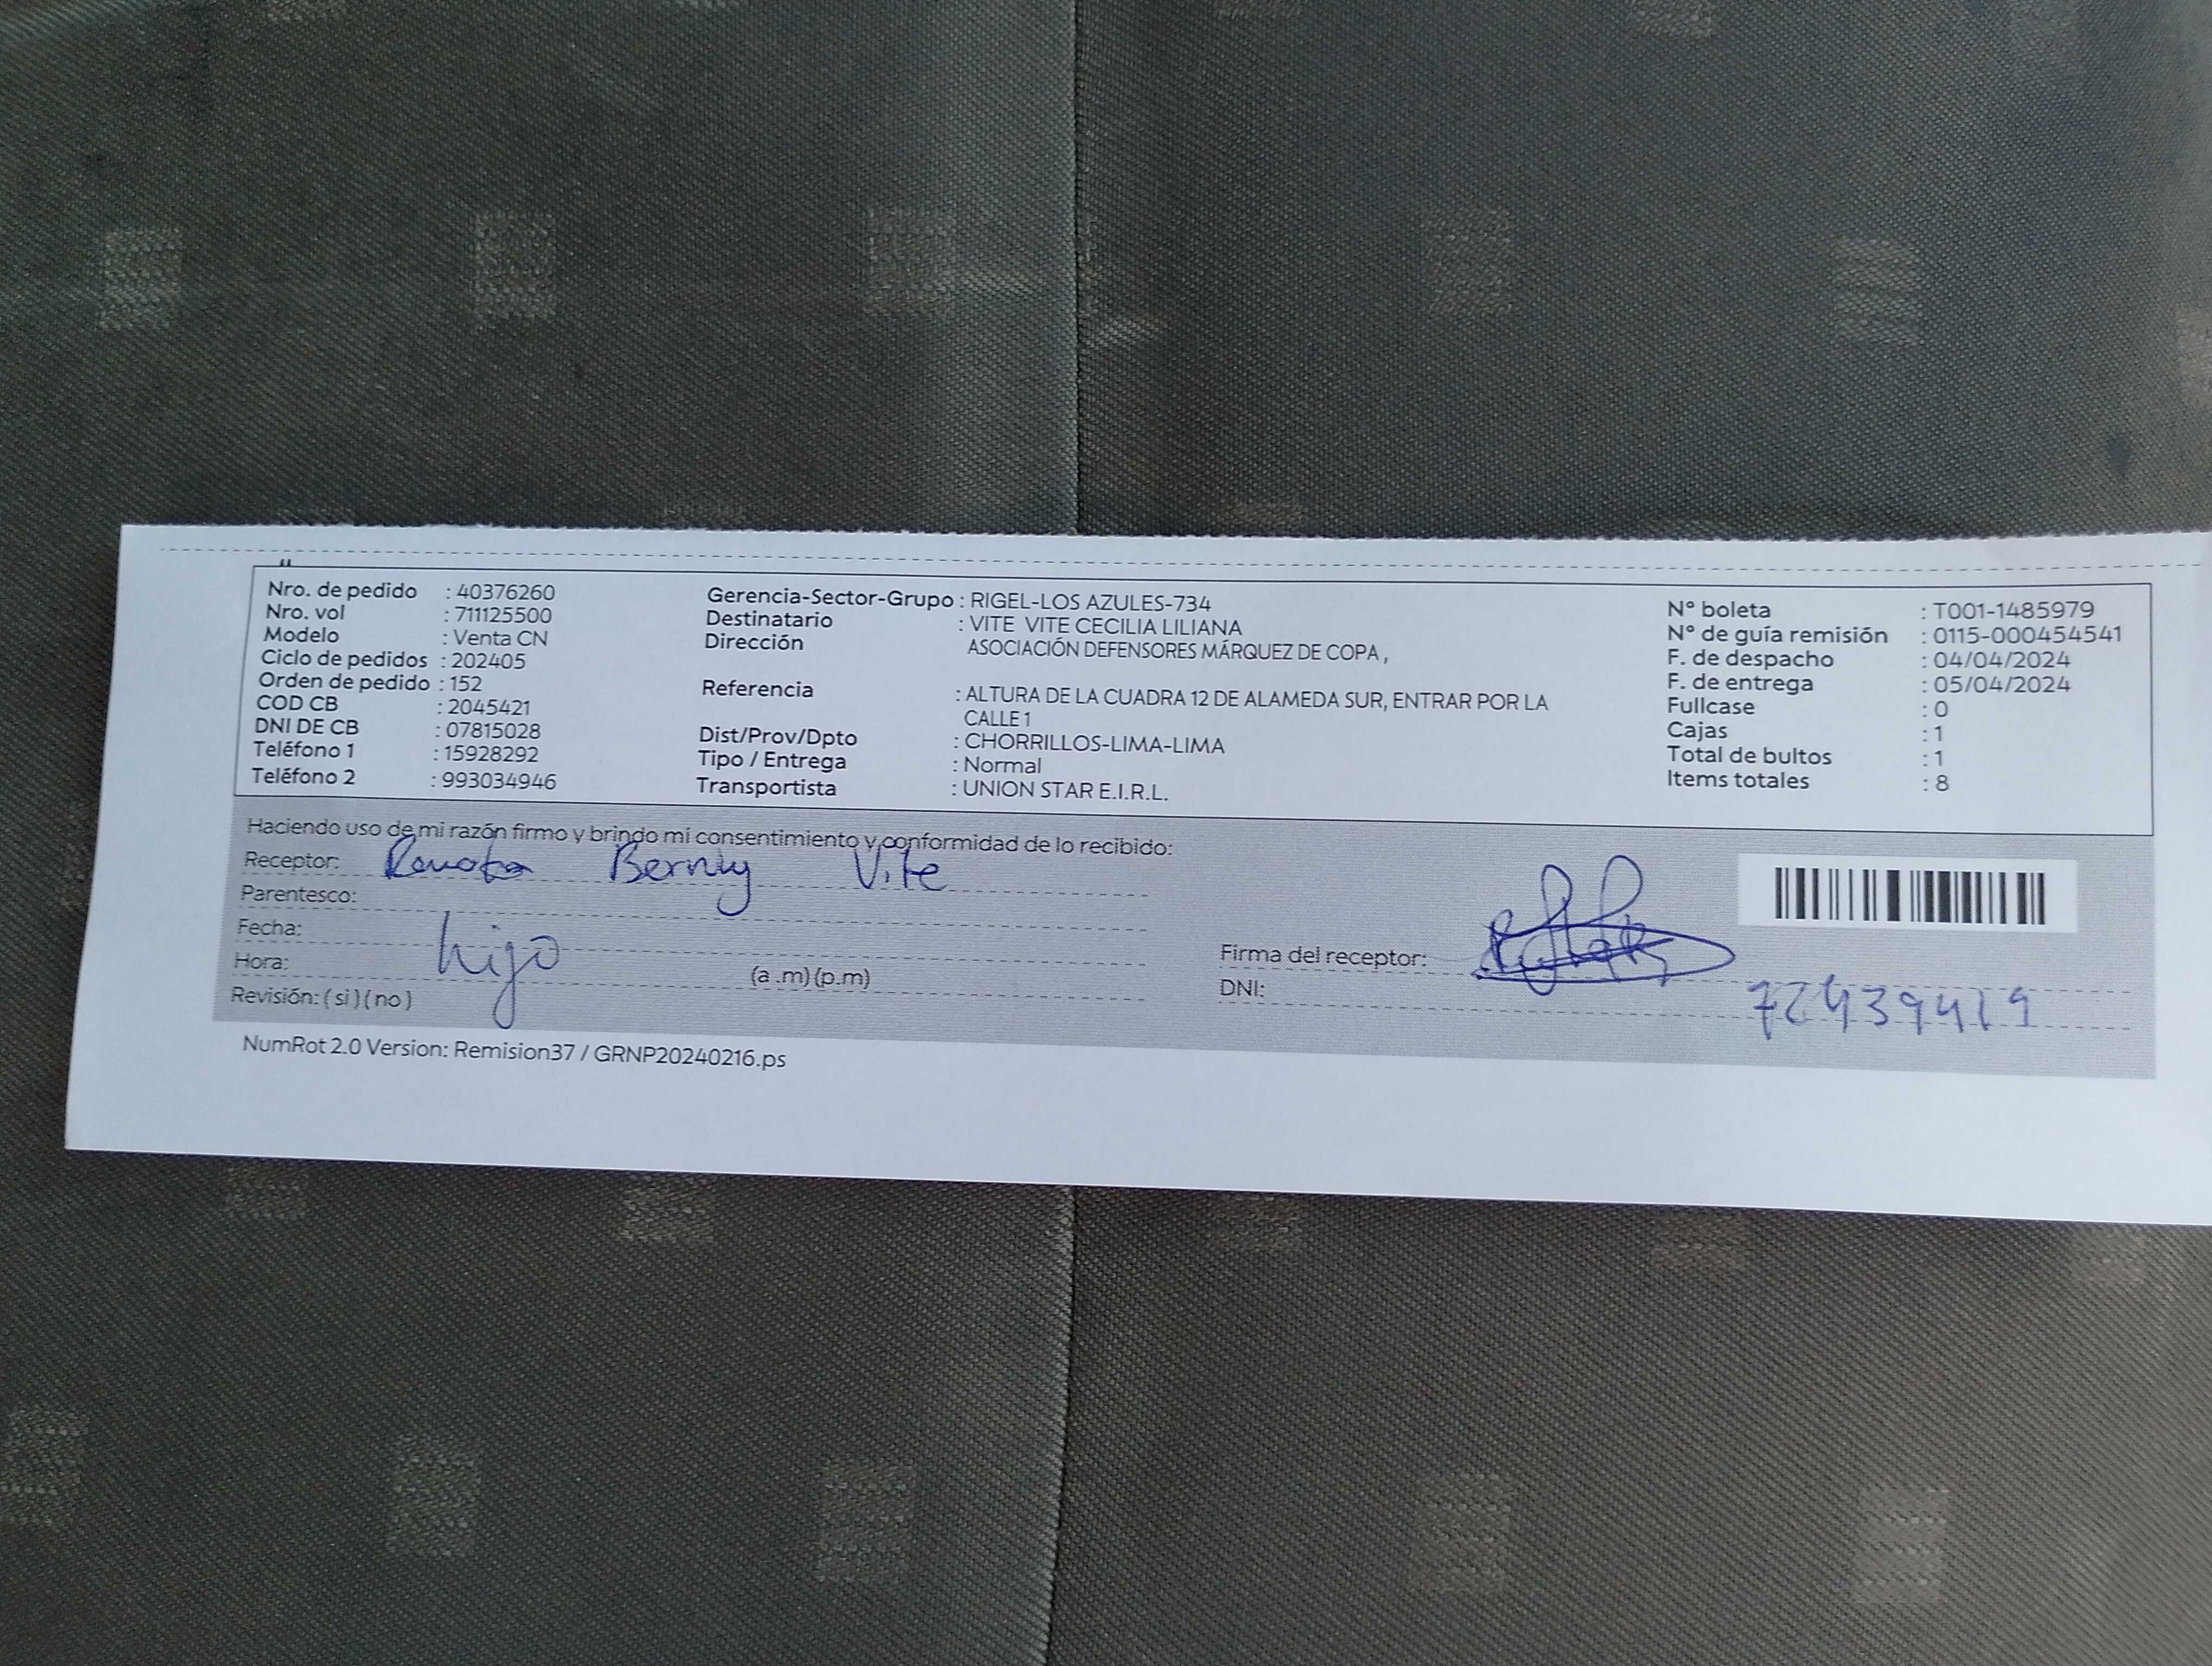 Nro. de pedido : 40376260
Nro. vol : 711125500
Modelo : Venta CN
Ciclo de pedidos : 202405
Orden de pedido : 152
COD CB : 2045421
DNI DE CB : 07815028
Teléfono 1 : 15928292
Teléfono 2 : 993034946
Gerencia-Sector-Grupo : RIGEL-LOS AZULES-734
Destinatario : VITE VITE CECILIA LILIANA
Dirección ASOCIACIÓN DEFENSORES MÁRQUEZ DE COPA ,
Referencia : ALTURA DE LA CUADRA 12 DE ALAMEDA SUR, ENTRAR POR LA
CALLE 1
Dist/Prov/Dpto : CHORRILLOS-LIMA-LIMA
Tipo / Entrega : Normal
Transportista : UNION STAR E.I.R.L.
N° boleta : T001-1485979
N° de guía remisión : 0115-000454541
F. de despacho : 04/04/2024
F. de entrega : 05/04/2024
Fullcase : 0
Cajas : 1
Total de bultos : 1
Items totales : 8
Haciendo uso de mi razón firmo y brindo mi consentimiento y conformidad de lo recibido:
Receptor: Vite
Parentesco:
Fecha: hijo
Hora: (a .m) (p.m)
Revisión: ( si ) ( no )
Firma del receptor:
DNI: 72439419
NumRot 2.0 Version: Remision37 / GRNP20240216.ps